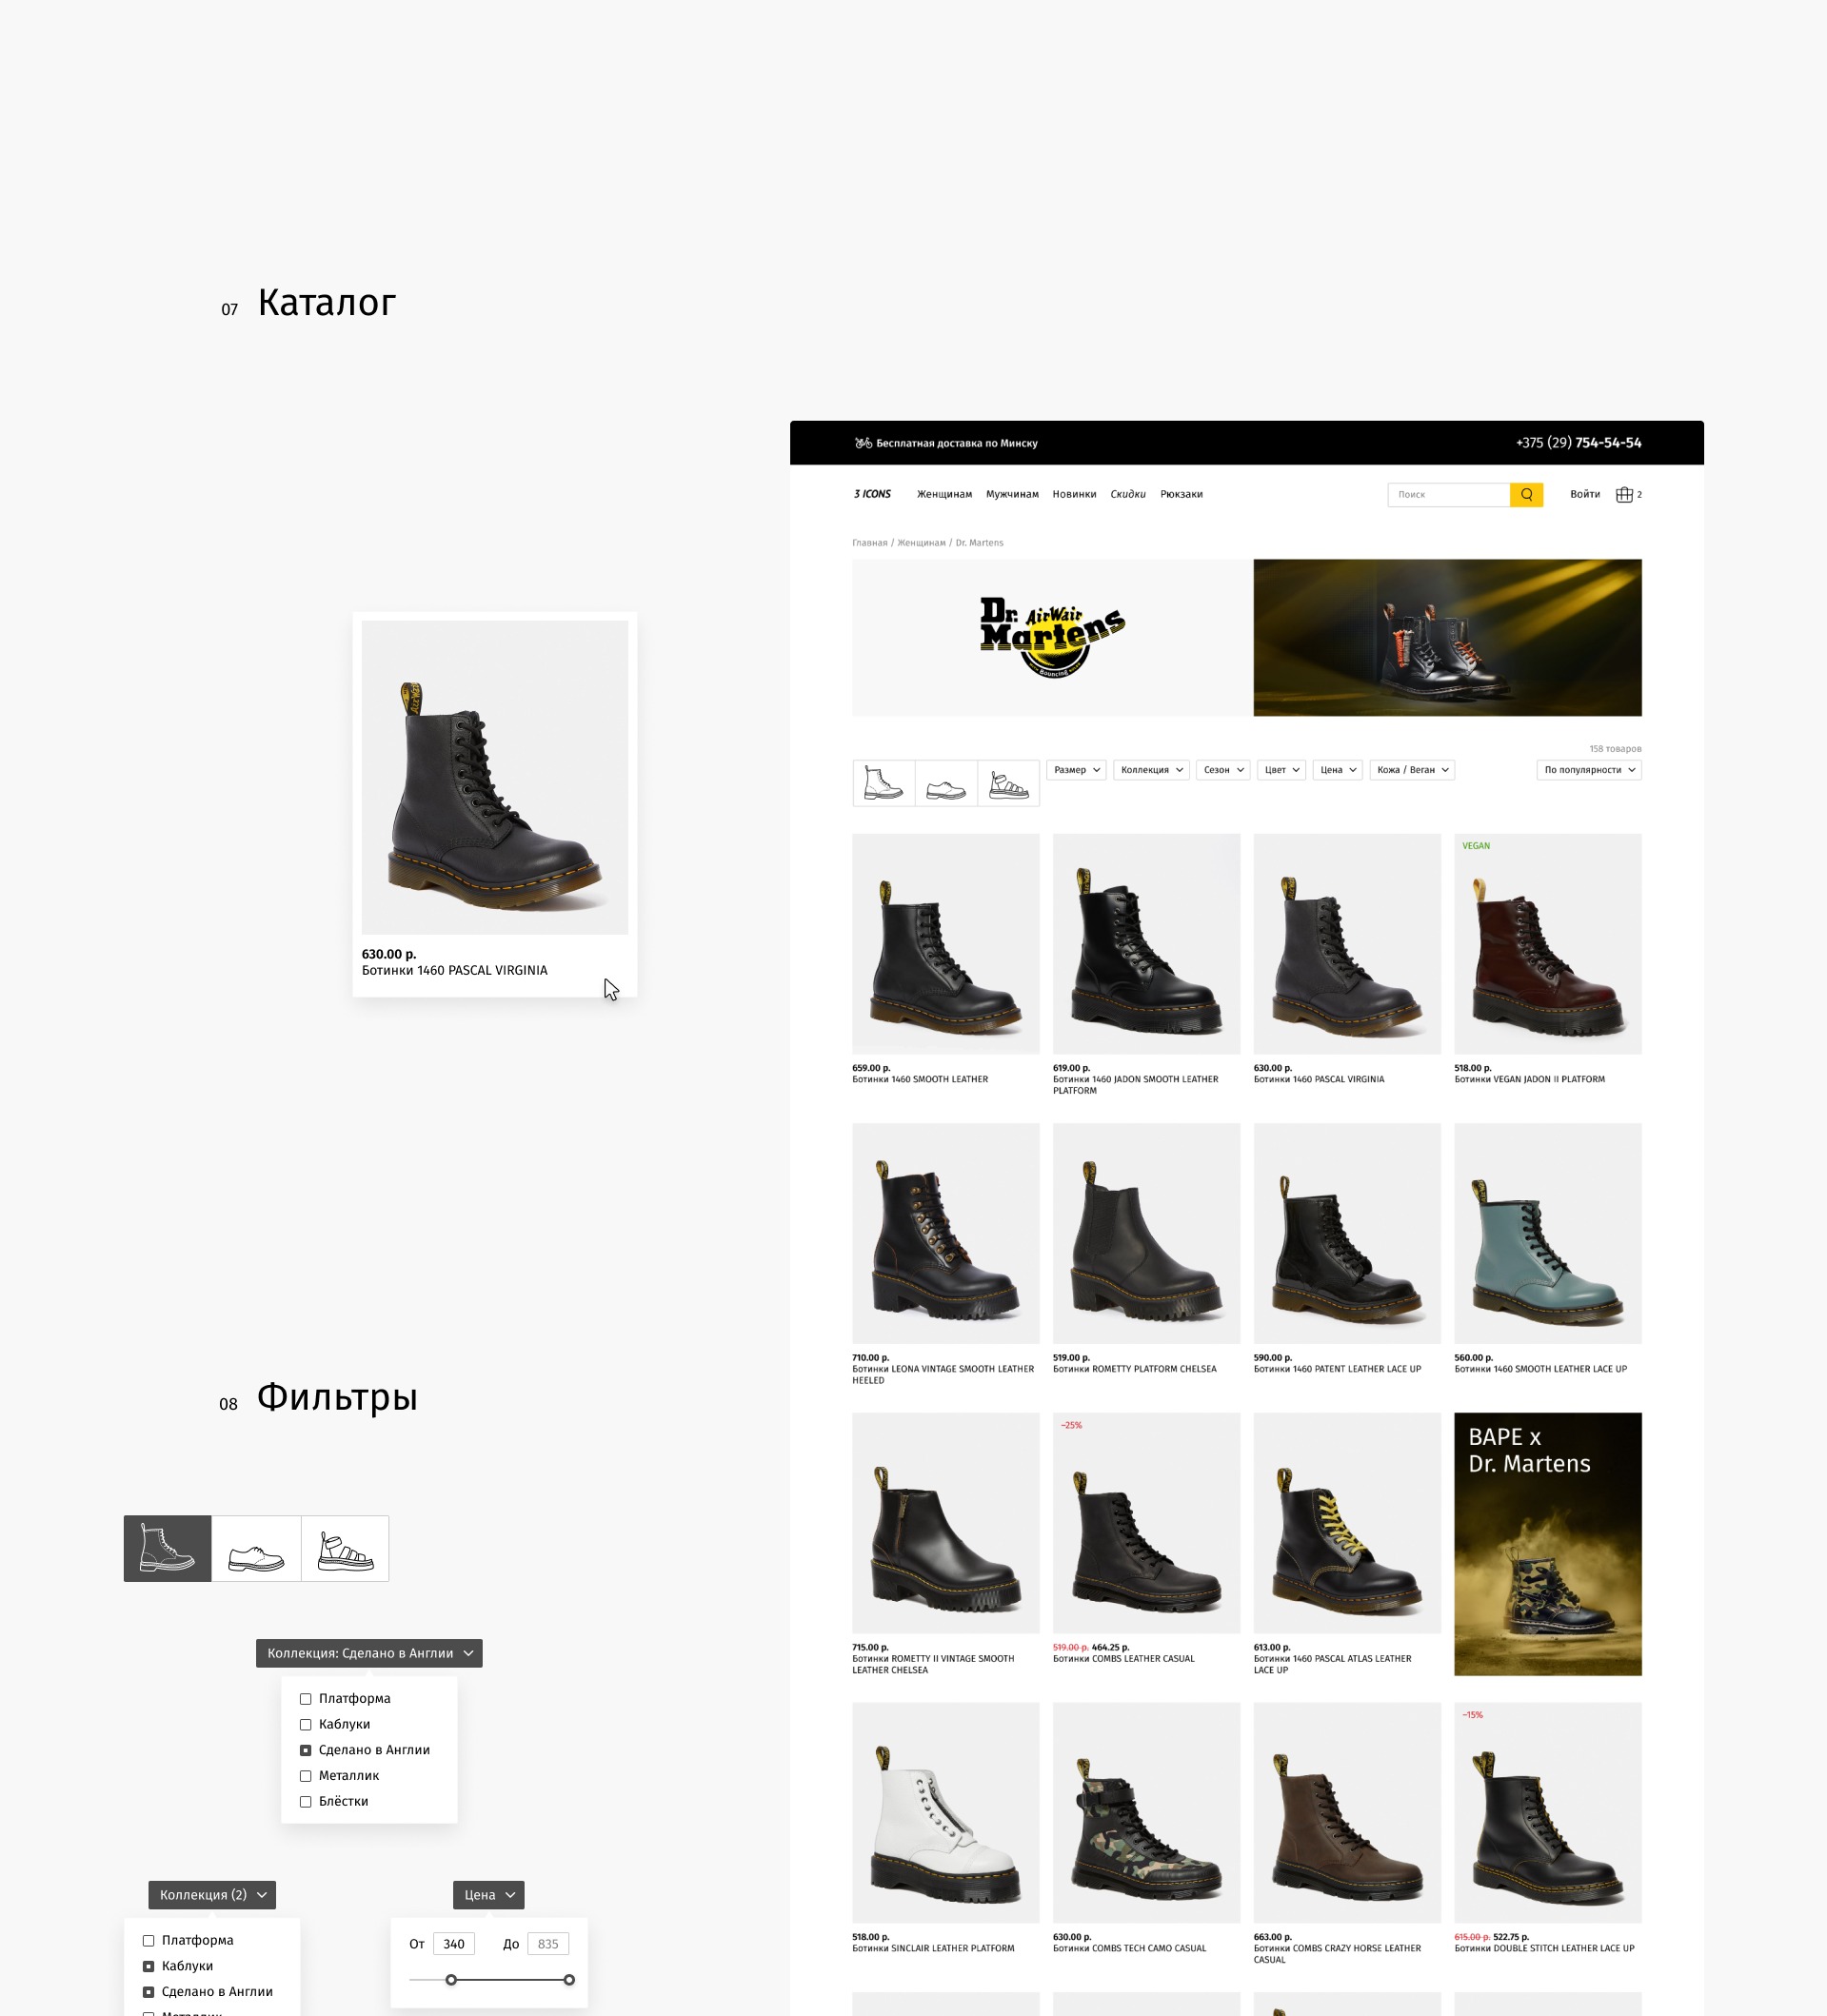 07 Каталог
Бесплатная доставка по Минску
+375 (29) 754-54-54
3 ICONS Женщинам Мужчинам Новинки Скидки Рюкзаки
Поиск
Войти 2
Главная / Женщинам / Dr. Martens
Dr. AirWair
Martens
Bouncing
158 товаров
Размер Коллекция Сезон Цвет Цена Кожа / Веган По популярности
630.00 р.
Ботинки 1460 PASCAL VIRGINIA
VEGAN
659.00 р.
Ботинки 1460 SMOOTH LEATHER
619.00 р.
Ботинки 1460 JADON SMOOTH LEATHER
PLATFORM
630.00 р.
Ботинки 1460 PASCAL VIRGINIA
518.00 р.
Ботинки VEGAN JADON II PLATFORM
710.00 р.
Ботинки LEONA VINTAGE SMOOTH LEATHER
HEELED
519.00 р.
Ботинки ROMETTY PLATFORM CHELSEA
590.00 р.
Ботинки 1460 PATENT LEATHER LACE UP
560.00 р.
Ботинки 1460 SMOOTH LEATHER LACE UP
–25%
BAPE x
Dr. Martens
715.00 р.
Ботинки ROMETTY II VINTAGE SMOOTH
LEATHER CHELSEA
519.00 р. 464.25 р.
Ботинки COMBS LEATHER CASUAL
613.00 р.
Ботинки 1460 PASCAL ATLAS LEATHER
LACE UP
–15%
518.00 р.
Ботинки SINCLAIR LEATHER PLATFORM
630.00 р.
Ботинки COMBS TECH CAMO CASUAL
663.00 р.
Ботинки COMBS CRAZY HORSE LEATHER
CASUAL
615.00 р. 522.75 р.
Ботинки DOUBLE STITCH LEATHER LACE UP
08 Фильтры
Коллекция: Сделано в Англии
Платформа
Каблуки
Сделано в Англии
Металлик
Блёстки
Коллекция (2)
Платформа
Каблуки
Сделано в Англии
Металлик
Цена
От 340 До 835